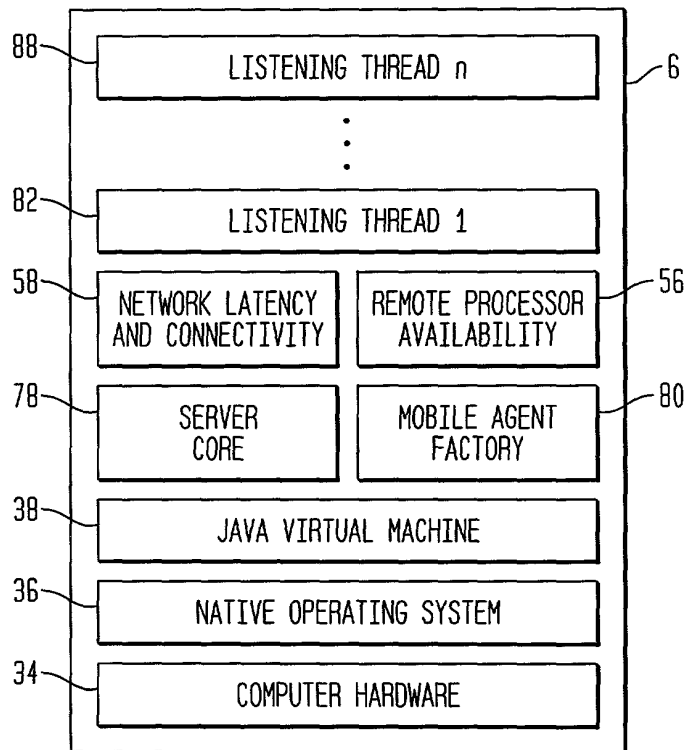 88
LISTENING THREAD n
6
82
LISTENING THREAD 1
58
NETWORK LATENCY
AND CONNECTIVITY
REMOTE PROCESSOR
AVAILABILITY
56
78
SERVER
CORE
MOBILE AGENT
FACTORY
80
38
JAVA VIRTUAL MACHINE
36
NATIVE OPERATING SYSTEM
34
COMPUTER HARDWARE